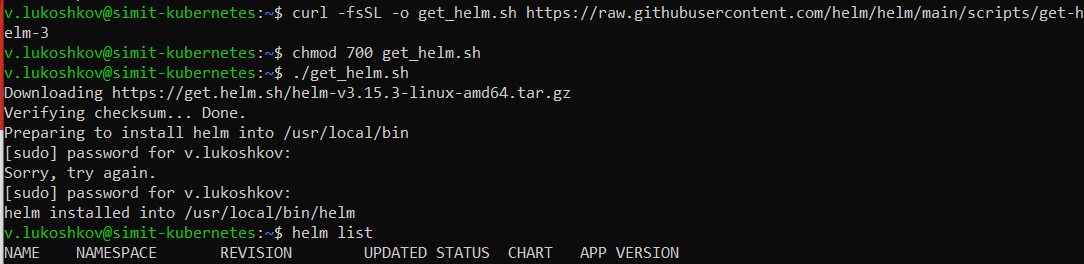 v.lukoshkov@simit-kubernetes:~$ curl -fsSL -o get_helm.sh https://raw.githubusercontent.com/helm/helm/main/scripts/get-h
elm-3
v.lukoshkov@simit-kubernetes:~$ chmod 700 get_helm.sh
v.lukoshkov@simit-kubernetes:~$ ./get_helm.sh
Downloading https://get.helm.sh/helm-v3.15.3-linux-amd64.tar.gz
Verifying checksum... Done.
Preparing to install helm into /usr/local/bin
[sudo] password for v.lukoshkov:
Sorry, try again.
[sudo] password for v.lukoshkov:
helm installed into /usr/local/bin/helm
v.lukoshkov@simit-kubernetes:~$ helm list
NAME    NAMESPACE       REVISION        UPDATED STATUS  CHART   APP VERSION